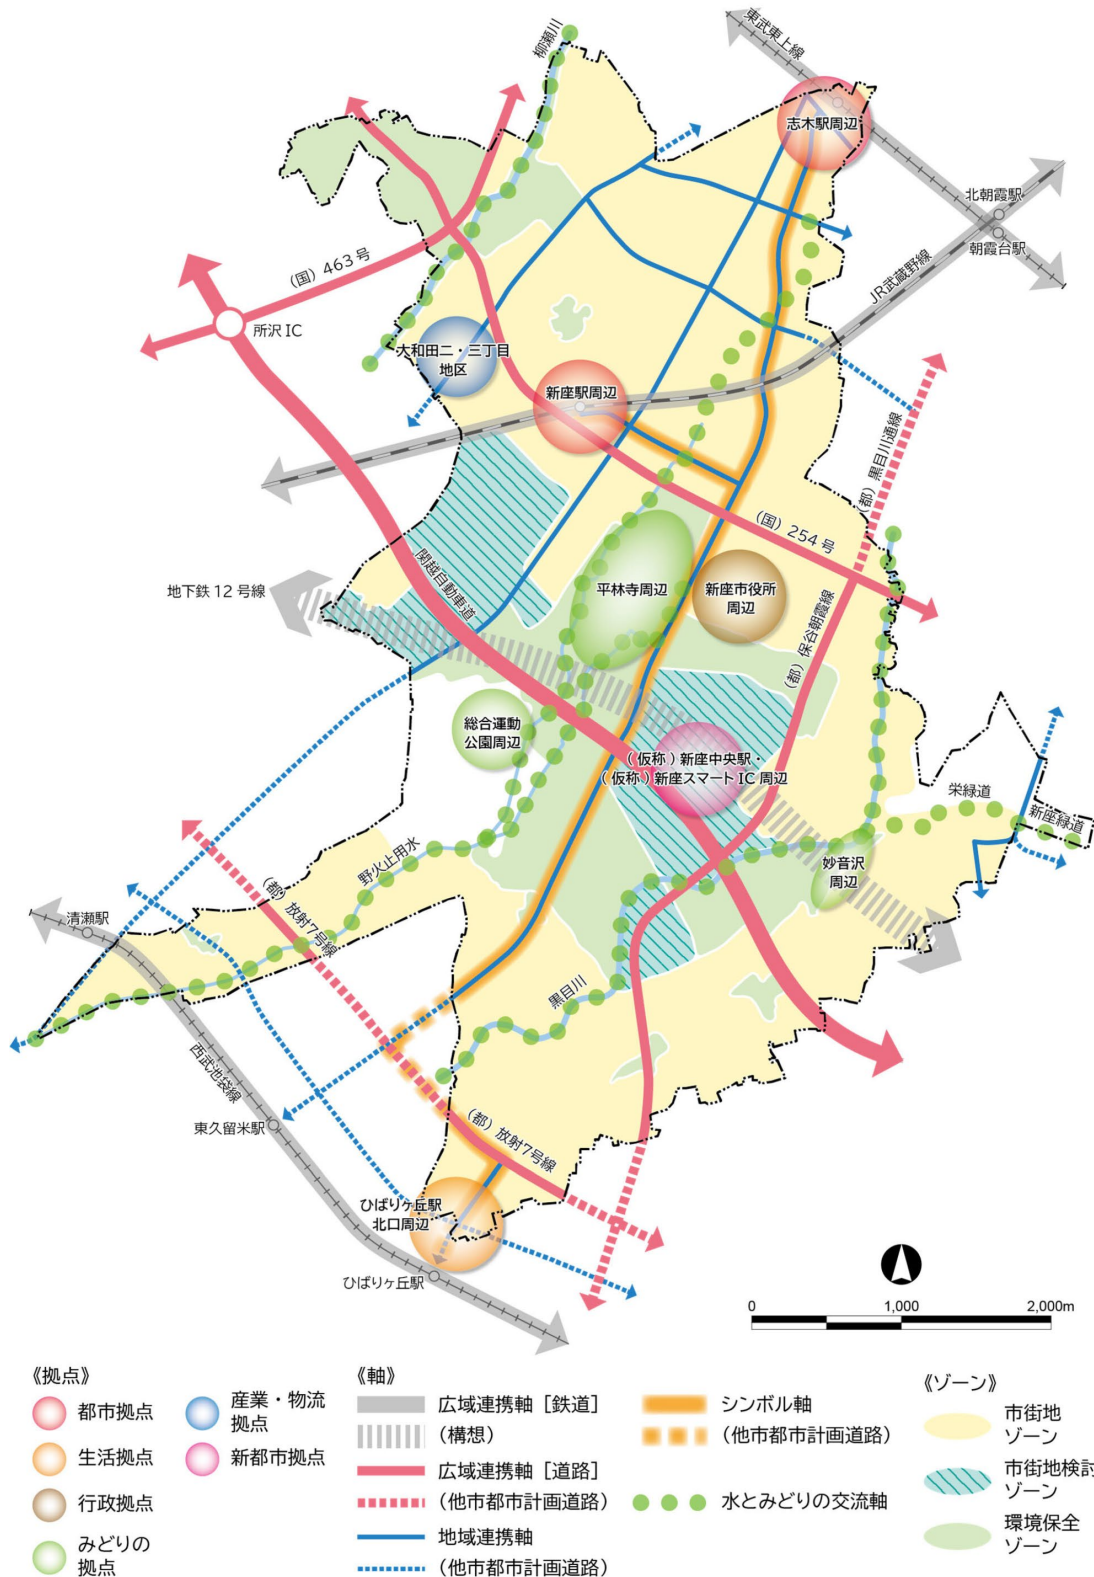 東武東上線
柳瀬川
志木駅周辺
北朝霞駅
朝霞台駅
JR武蔵野線
(国) 463号
所沢 IC
大和田二・三丁目
地区
新座駅周辺
(都) 黒目川通線
(国) 254号
関越自動車道
地下鉄 12 号線
平林寺周辺
新座市役所
周辺
(都) 保谷朝霞線
総合運動
公園周辺
(仮称)新座中央駅・
(仮称)新座スマート IC 周辺
栄緑道
新座緑道
妙音沢
周辺
野火止用水
(都) 放射7号線
清瀬駅
黒目川
西武池袋線
東久留米駅
(都) 放射7号線
ひばりヶ丘駅
北口周辺
ひばりヶ丘駅
0 1,000 2,000m
《拠点》
都市拠点
生活拠点
行政拠点
みどりの
拠点
産業・物流
拠点
新都市拠点
《軸》
広域連携軸［鉄道］
(構想)
広域連携軸［道路］
(他市都市計画道路)
地域連携軸
(他市都市計画道路)
シンボル軸
(他市都市計画道路)
水とみどりの交流軸
《ゾーン》
市街地
ゾーン
市街地検討
ゾーン
環境保全
ゾーン